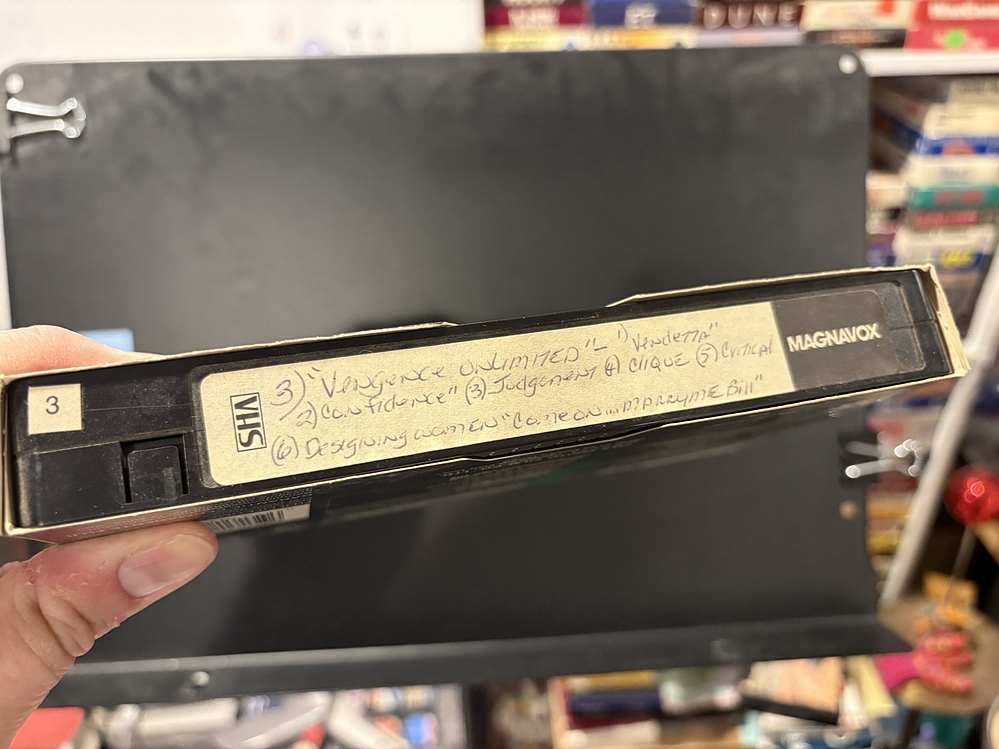 DUNE
3
VHS
3) "VENGENCE UNLIMITED" – 1) VENDETTA"
2) CONFIDENCE" (3) Judgement (4) CLIQUE (5) CRITICAL
(6) DESIGNING WOMEN "COME ON... MARRY ME Bill"
MAGNAVOX